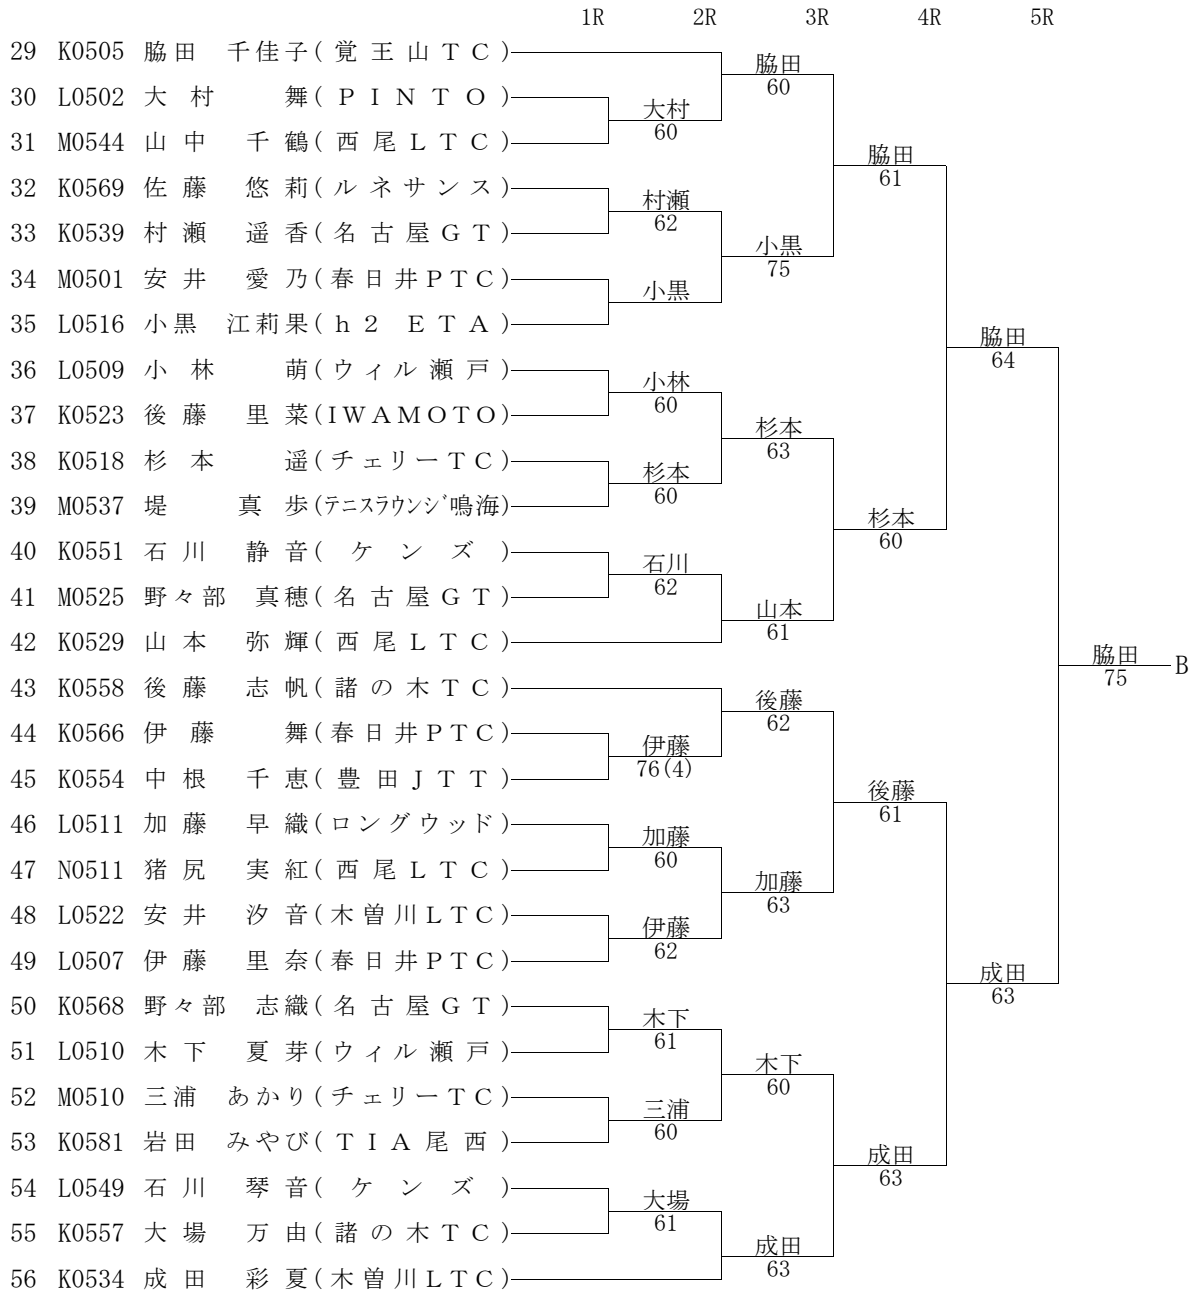 1R 2R 3R 4R 5R
29 K0505 脇田 千佳子(覚王山TC)
脇田
60
30 L0502 大村 舞(PINTO)
大村
60
31 M0544 山中 千鶴(西尾LTC)
脇田
61
32 K0569 佐藤 悠莉(ルネサンス)
村瀬
62
33 K0539 村瀬 遥香(名古屋GT)
小黒
75
34 M0501 安井 愛乃(春日井PTC)
小黒
35 L0516 小黒 江莉果(h2 ETA)
脇田
64
36 L0509 小林 萌(ウィル瀬戸)
小林
60
37 K0523 後藤 里菜(IWAMOTO)
杉本
63
38 K0518 杉本 遥(チェリーTC)
杉本
60
39 M0537 堤 真歩(テニスラウンジ鳴海)
杉本
60
40 K0551 石川 静音(ケンズ)
石川
62
41 M0525 野々部 真穂(名古屋GT)
山本
61
42 K0529 山本 弥輝(西尾LTC)
脇田
75
B
43 K0558 後藤 志帆(諸の木TC)
後藤
62
44 K0566 伊藤 舞(春日井PTC)
伊藤
76(4)
45 K0554 中根 千恵(豊田JTT)
後藤
61
46 L0511 加藤 早織(ロングウッド)
加藤
60
47 N0511 猪尻 実紅(西尾LTC)
加藤
63
48 L0522 安井 汐音(木曽川LTC)
伊藤
62
49 L0507 伊藤 里奈(春日井PTC)
成田
63
50 K0568 野々部 志織(名古屋GT)
木下
61
51 L0510 木下 夏芽(ウィル瀬戸)
木下
60
52 M0510 三浦 あかり(チェリーTC)
三浦
60
53 K0581 岩田 みやび(TIA尾西)
成田
63
54 L0549 石川 琴音(ケンズ)
大場
61
55 K0557 大場 万由(諸の木TC)
成田
63
56 K0534 成田 彩夏(木曽川LTC)